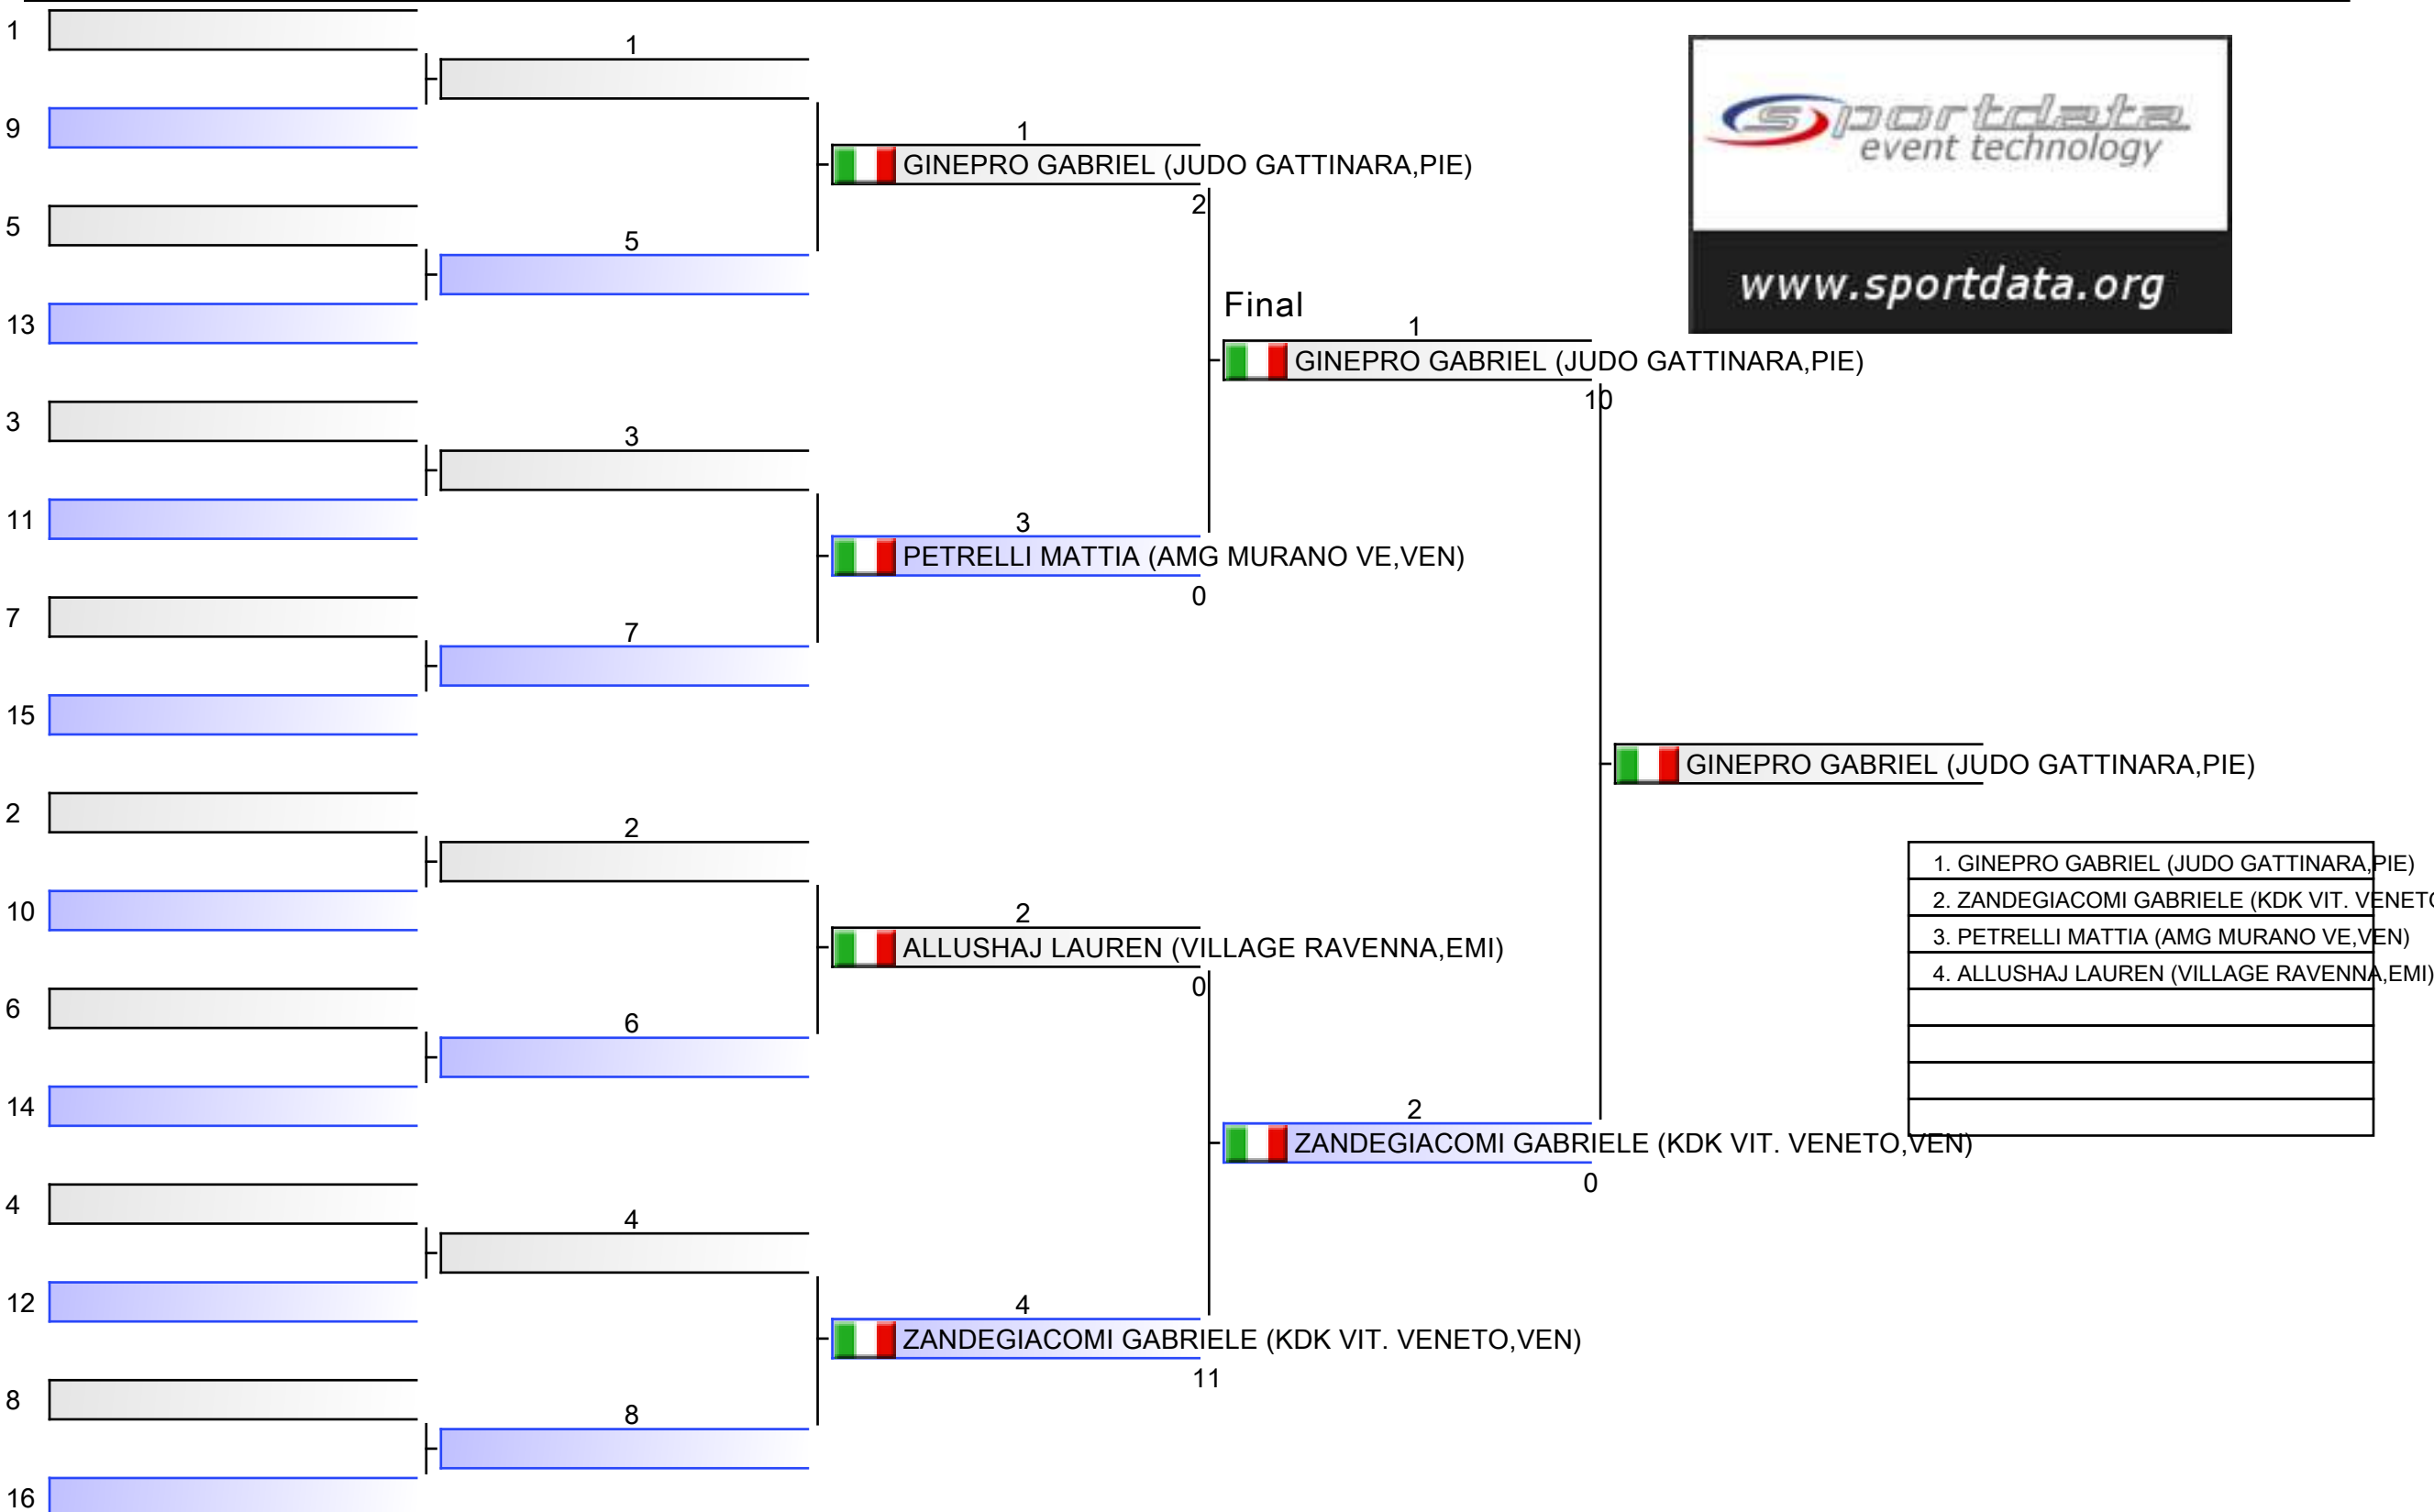 1
1
9
1
GINEPRO GABRIEL (JUDO GATTINARA,PIE)
2
5
5
13
Final
1
GINEPRO GABRIEL (JUDO GATTINARA,PIE)
10
sportdata
event technology
www.sportdata.org
3
3
11
3
PETRELLI MATTIA (AMG MURANO VE,VEN)
0
7
7
15
GINEPRO GABRIEL (JUDO GATTINARA,PIE)
2
2
10
2
ALLUSHAJ LAUREN (VILLAGE RAVENNA,EMI)
0
6
6
14
1. GINEPRO GABRIEL (JUDO GATTINARA,PIE)
2. ZANDEGIACOMI GABRIELE (KDK VIT. VENETO
3. PETRELLI MATTIA (AMG MURANO VE,VEN)
4. ALLUSHAJ LAUREN (VILLAGE RAVENNA,EMI)
2
ZANDEGIACOMI GABRIELE (KDK VIT. VENETO,VEN)
0
4
4
12
4
ZANDEGIACOMI GABRIELE (KDK VIT. VENETO,VEN)
11
8
8
16